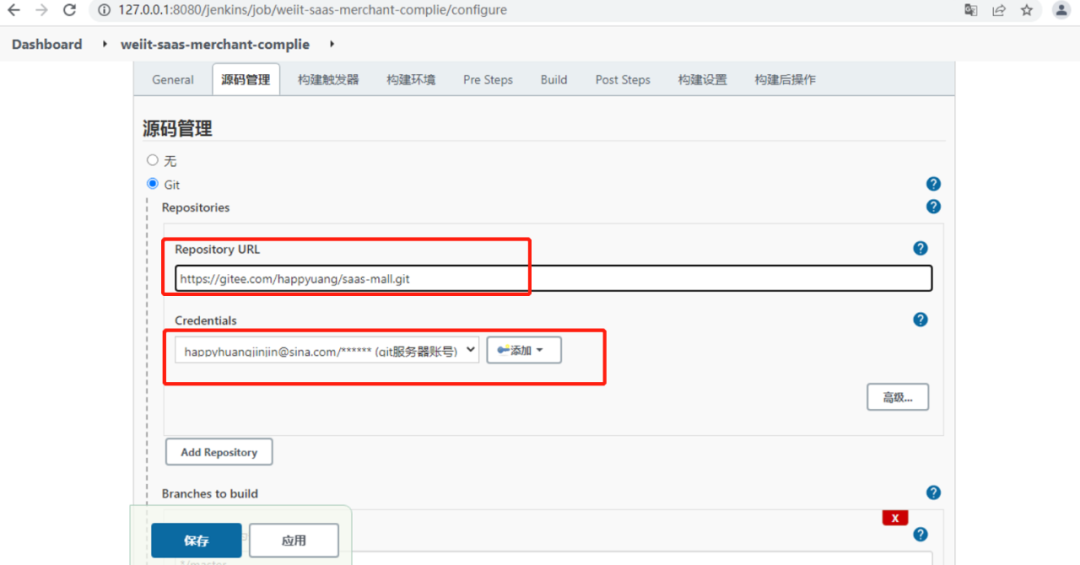 127.0.0.1:8080/jenkins/job/weiit-saas-merchant-complie/configure
Dashboard weiit-saas-merchant-complie
General 源码管理 构建触发器 构建环境 Pre Steps Build Post Steps 构建设置 构建后操作
源码管理
无
Git
Repositories
Repository URL
https://gitee.com/happyuang/saas-mall.git
Credentials
happyhuangjinjin@sina.com/****** (git服务器账号) 添加
高级...
Add Repository
Branches to build
X
保存 应用
*/master